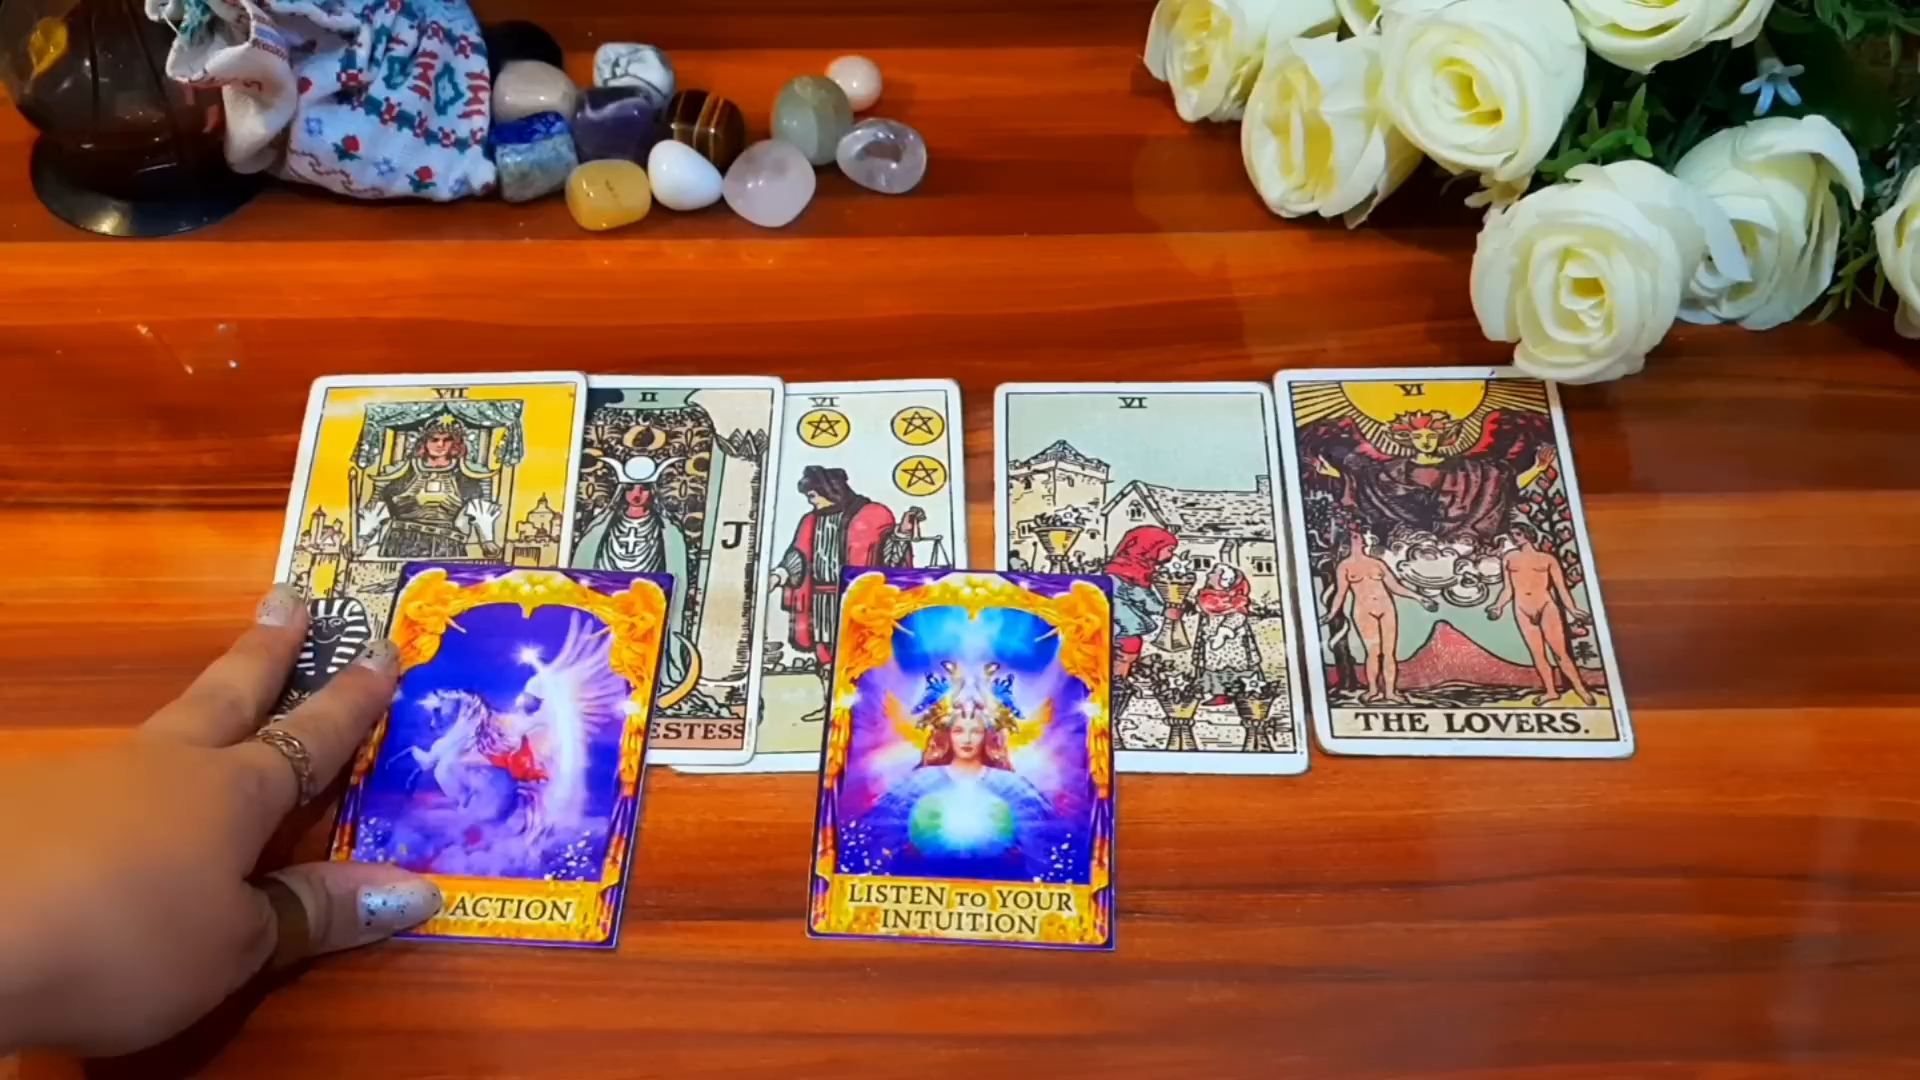 VII
II
VI
VI
VI
J
ESTESS
THE LOVERS.
ACTION
LISTEN TO YOUR
INTUITION